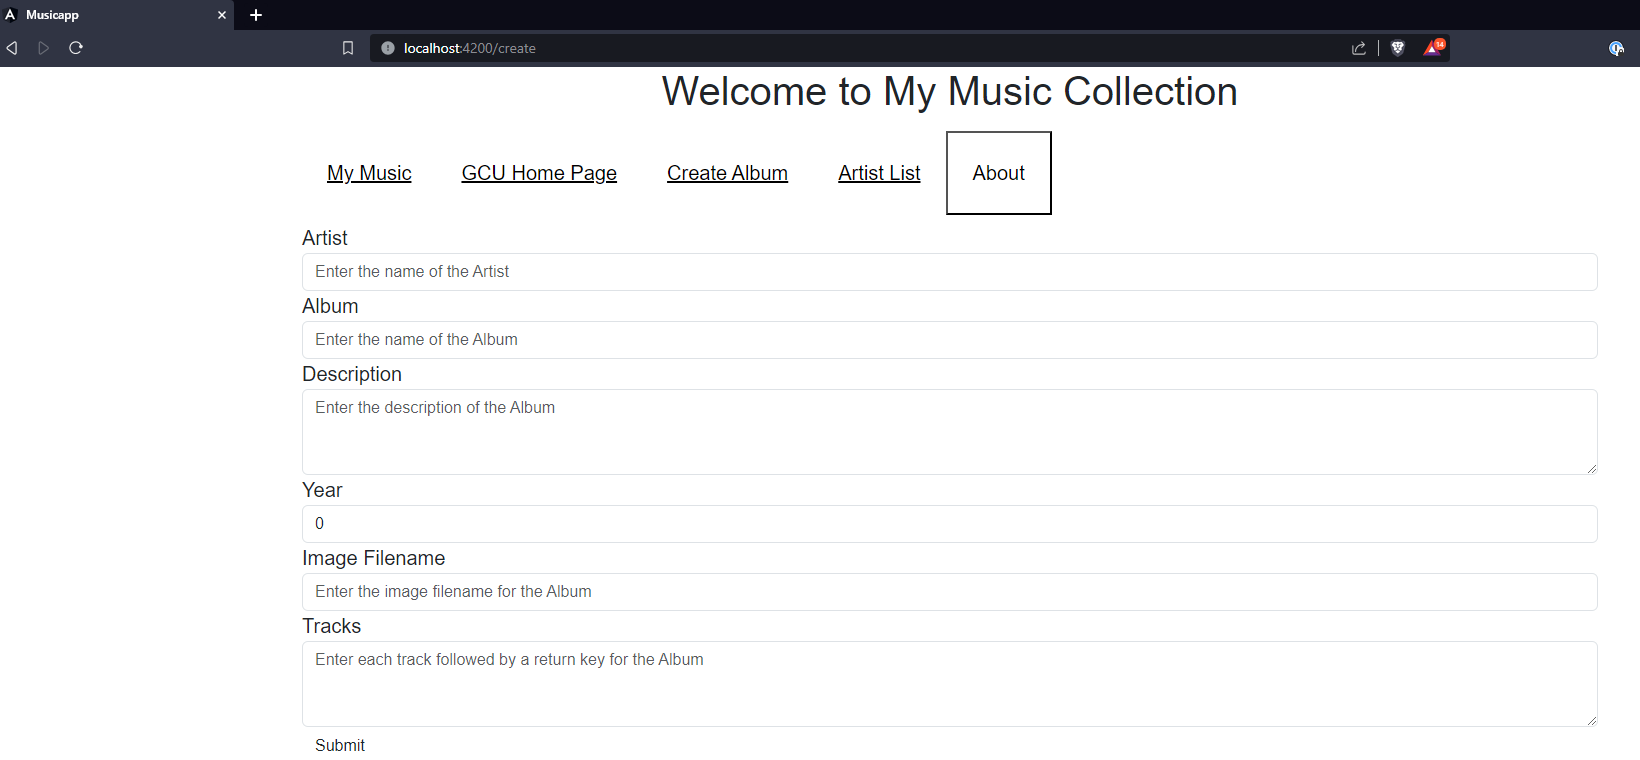 Musicapp
localhost:4200/create
14
Welcome to My Music Collection
My Music GCU Home Page Create Album Artist List About
Artist
Enter the name of the Artist
Album
Enter the name of the Album
Description
Enter the description of the Album
Year
0
Image Filename
Enter the image filename for the Album
Tracks
Enter each track followed by a return key for the Album
Submit